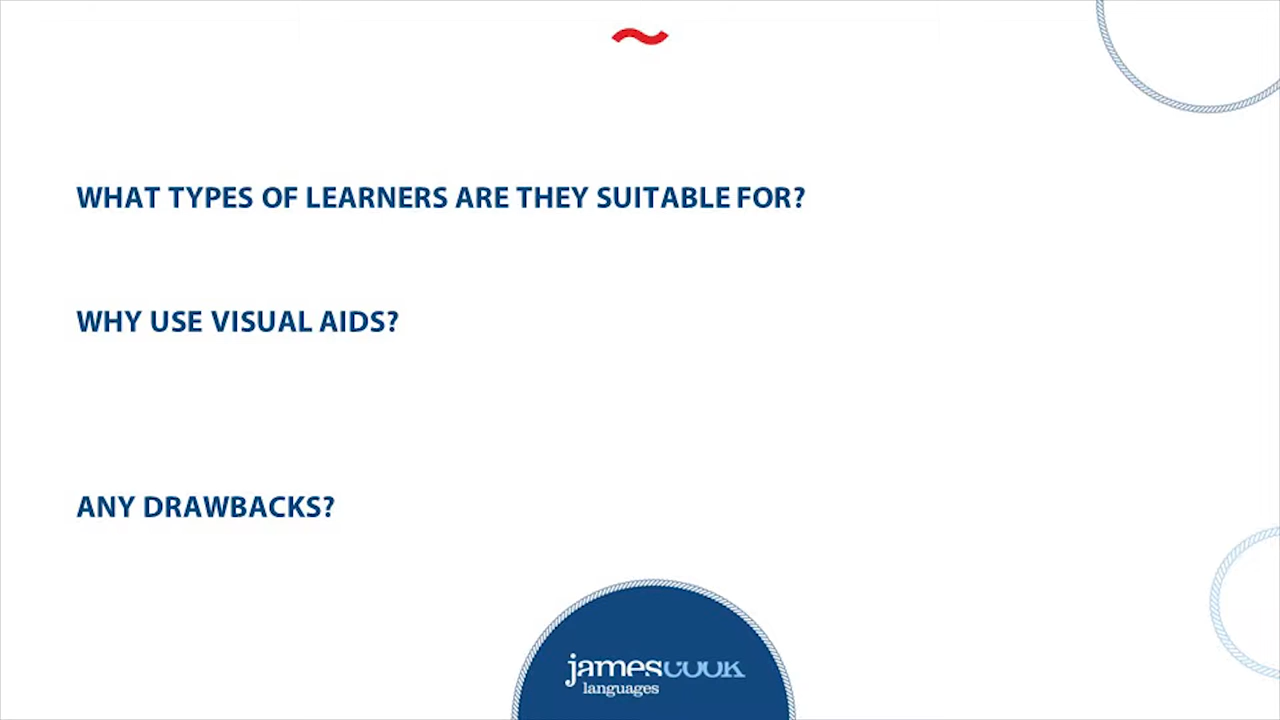 WHAT TYPES OF LEARNERS ARE THEY SUITABLE FOR?
WHY USE VISUAL AIDS?
ANY DRAWBACKS?
jamescook
languages